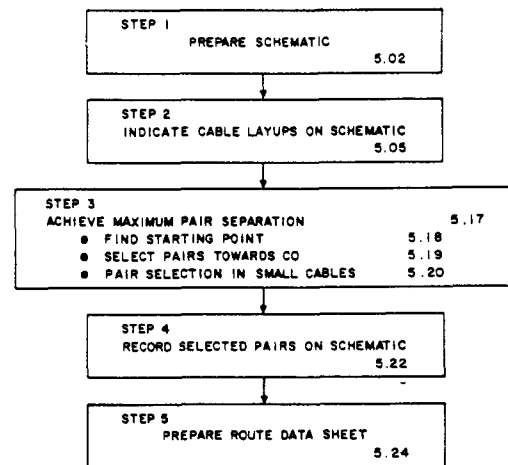 STEP 1
PREPARE SCHEMATIC
5.02
STEP 2
INDICATE CABLE LAYUPS ON SCHEMATIC
5.05
STEP 3
ACHIEVE MAXIMUM PAIR SEPARATION 5.17
● FIND STARTING POINT 5.18
● SELECT PAIRS TOWARDS CO 5.19
● PAIR SELECTION IN SMALL CABLES 5.20
STEP 4
RECORD SELECTED PAIRS ON SCHEMATIC
5.22
STEP 5
PREPARE ROUTE DATA SHEET
5.24